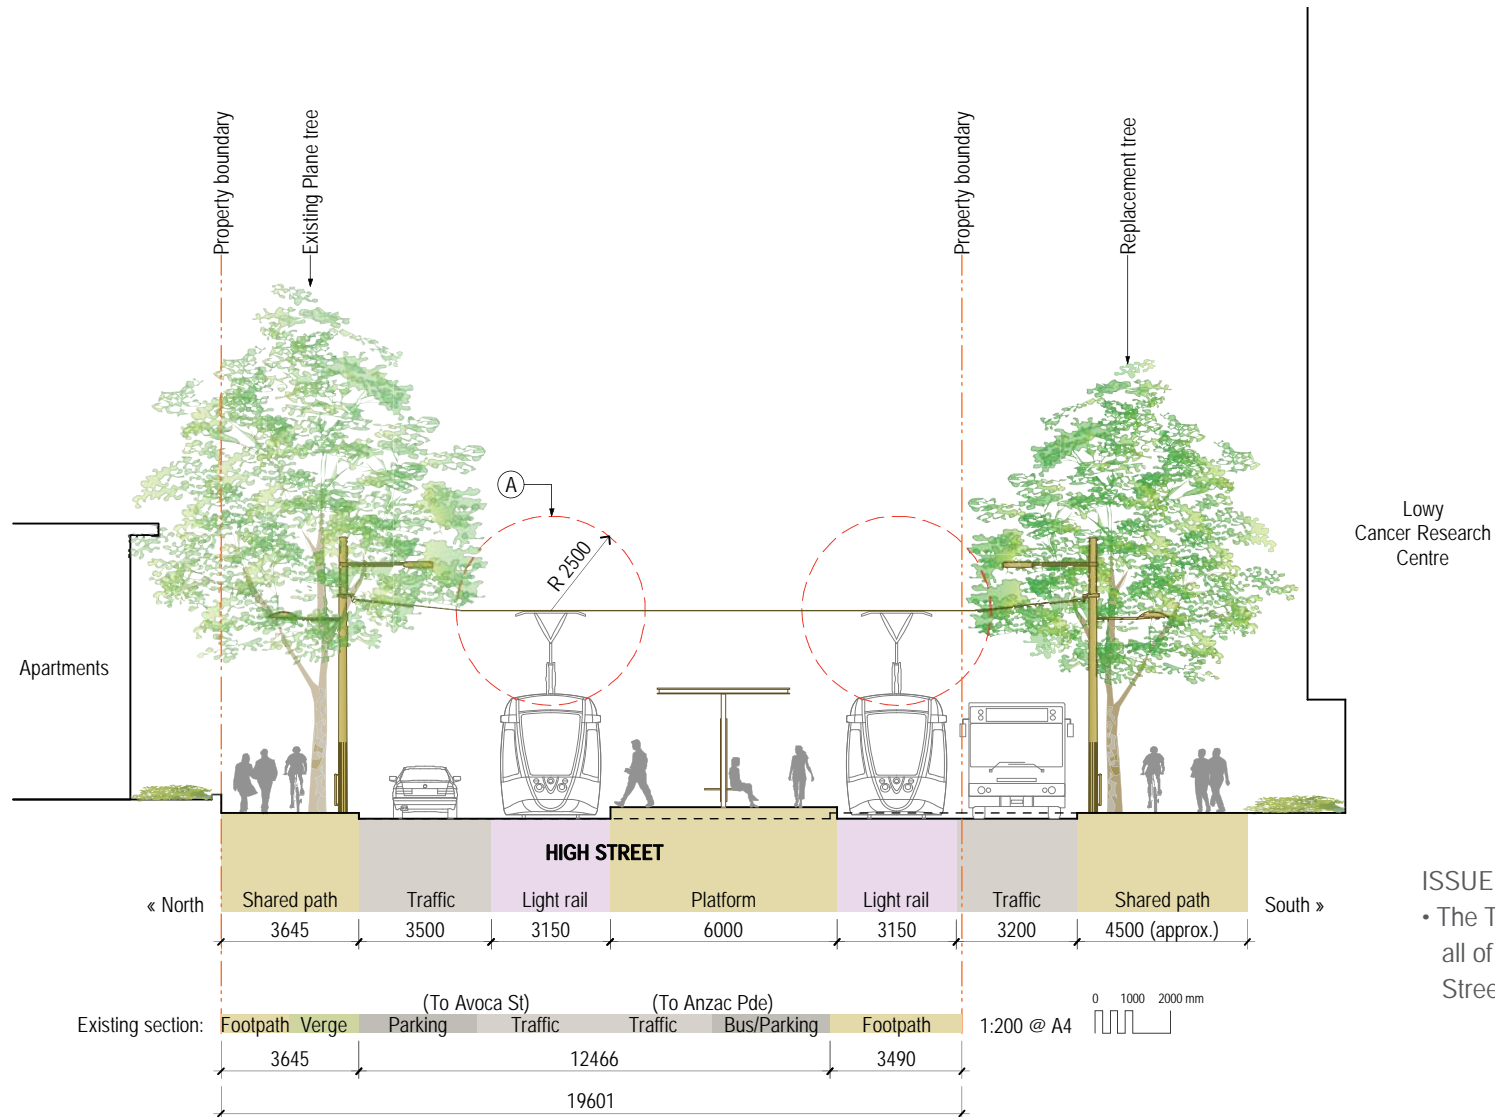 Property boundary
Existing Plane tree
Property boundary
Replacement tree
A
R 2500
Lowy
Cancer Research
Centre
Apartments
HIGH STREET
« North
Shared path
Traffic
Light rail
Platform
Light rail
Traffic
Shared path
South »
3645
3500
3150
6000
3150
3200
4500 (approx.)
ISSUE
• The T
all of
Stree
(To Avoca St)
(To Anzac Pde)
0 1000 2000 mm
Existing section:
Footpath
Verge
Parking
Traffic
Traffic
Bus/Parking
Footpath
1:200 @ A4
3645
12466
3490
19601